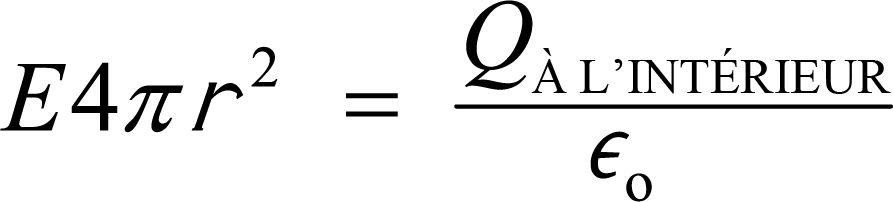 E4πr² = Q_À L'INTÉRIEUR / ϵ₀